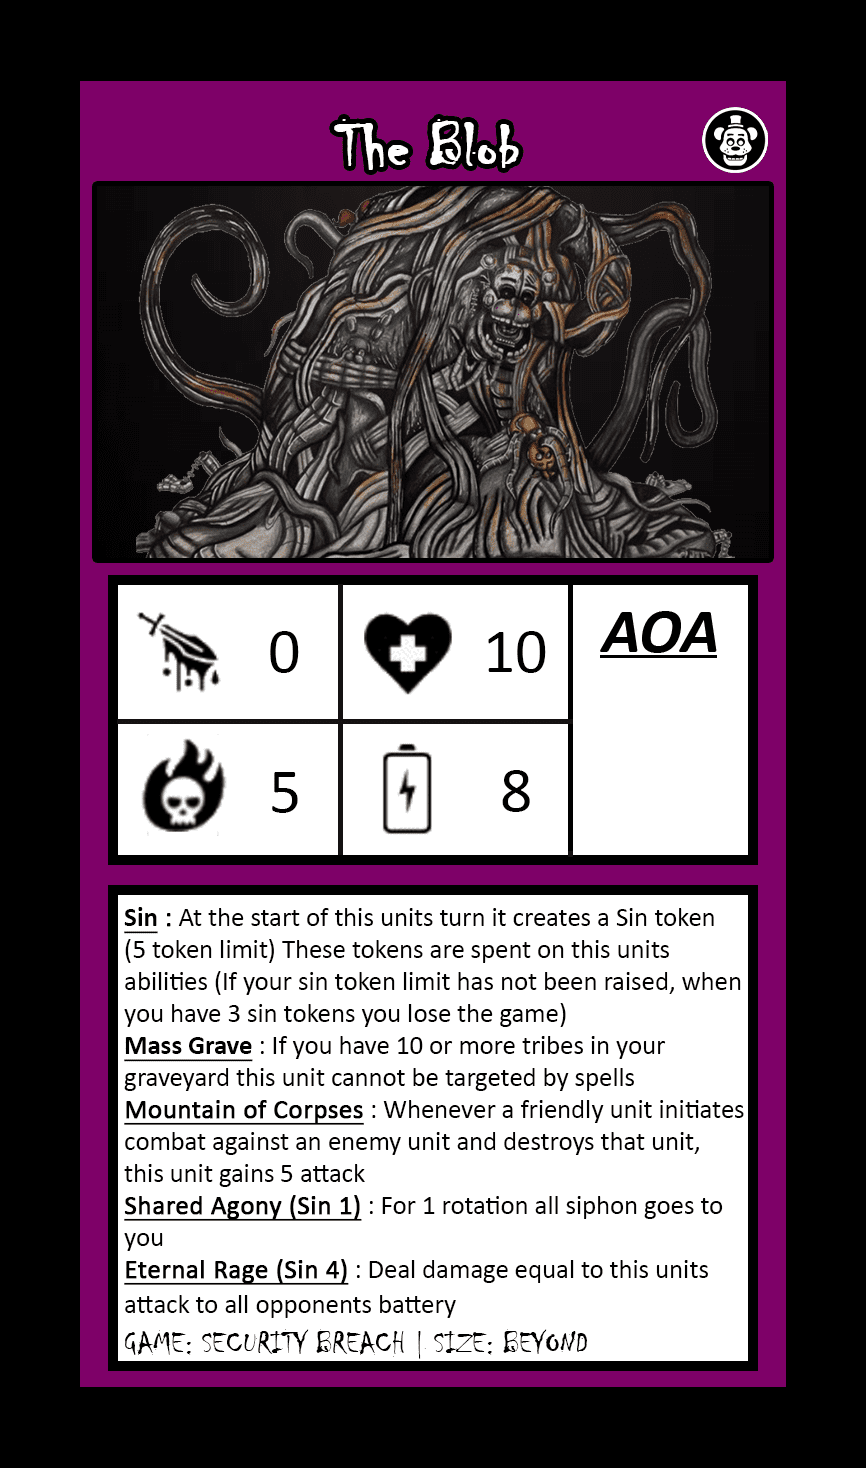 The Blob
0
10
AOA
5
8
Sin : At the start of this units turn it creates a Sin token
(5 token limit) These tokens are spent on this units
abilities (If your sin token limit has not been raised, when
you have 3 sin tokens you lose the game)
Mass Grave : If you have 10 or more tribes in your
graveyard this unit cannot be targeted by spells
Mountain of Corpses : Whenever a friendly unit initiates
combat against an enemy unit and destroys that unit,
this unit gains 5 attack
Shared Agony (Sin 1) : For 1 rotation all siphon goes to
you
Eternal Rage (Sin 4) : Deal damage equal to this units
attack to all opponents battery
GAME: SECURITY BREACH | SIZE: BEYOND